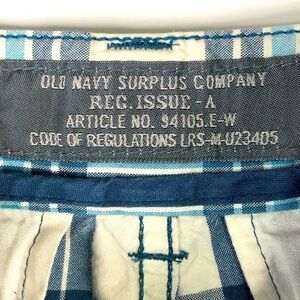 OLD NAVY SURPLUS COMPANY
REG. ISSUE -A
ARTICLE NO. 94105.E-W
CODE OF REGULATIONS LRS-M-U23405